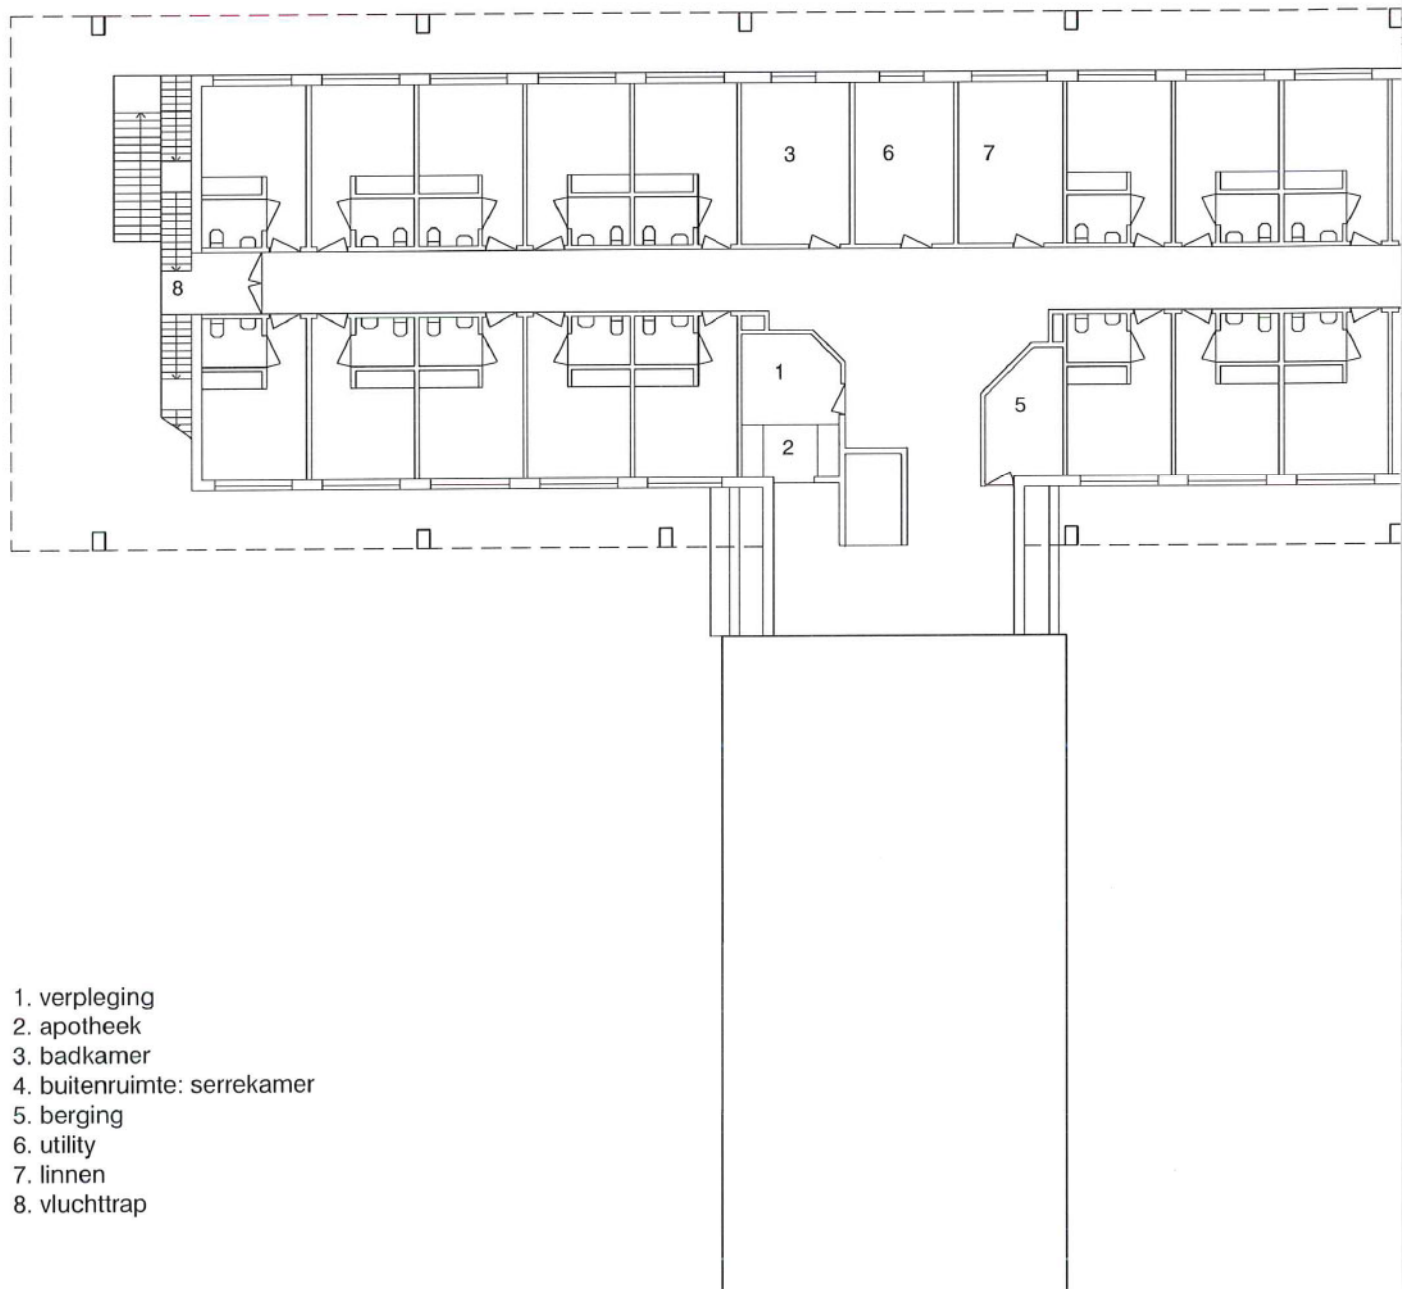 3
6
7
8
1
5
2
1. verpleging
2. apotheek
3. badkamer
4. buitenruimte: serrekamer
5. berging
6. utility
7. linnen
8. vluchttrap